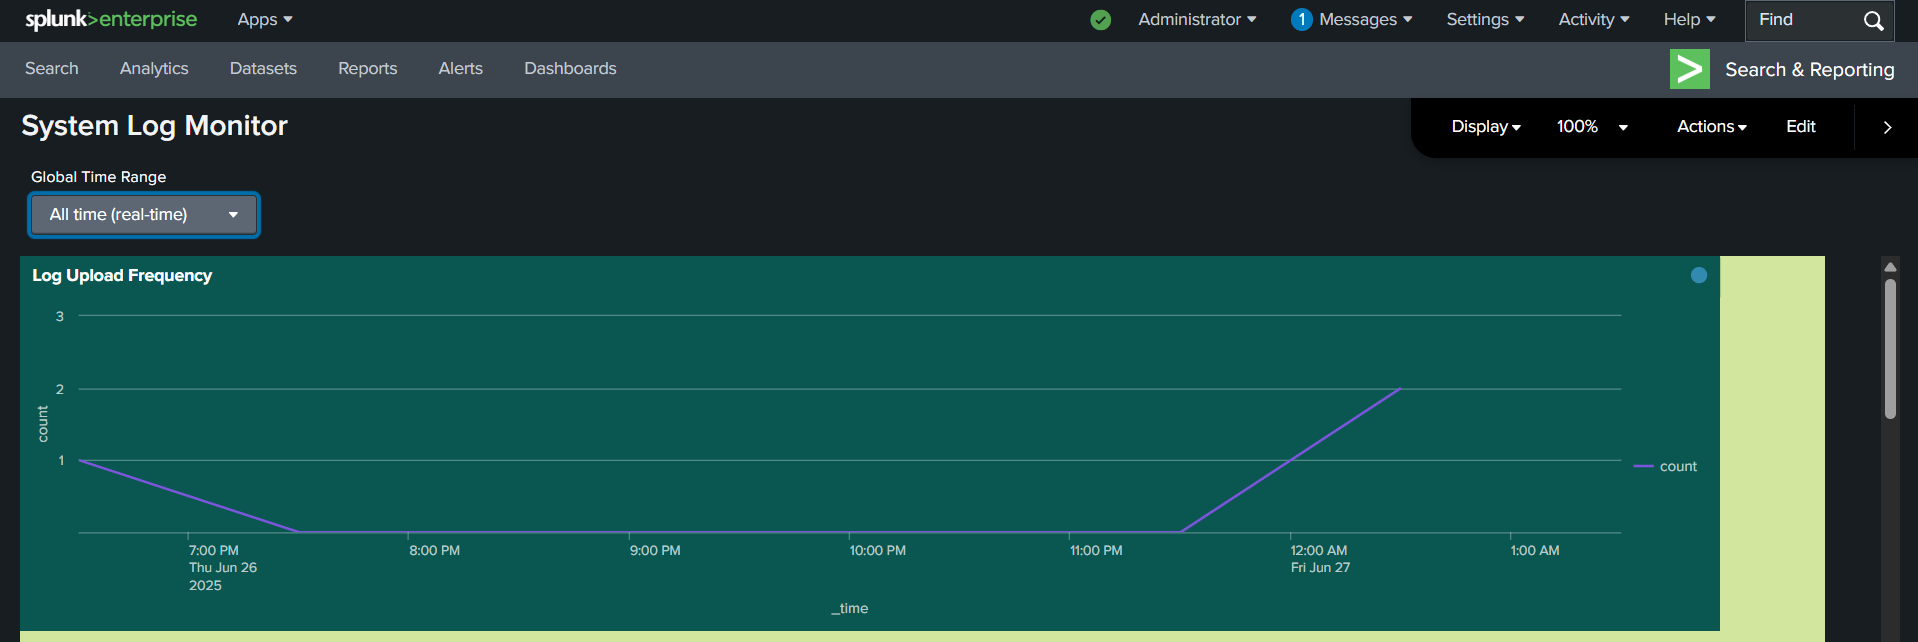 splunk>enterprise Apps Administrator 1 Messages Settings Activity Help Find
Search Analytics Datasets Reports Alerts Dashboards Search & Reporting
System Log Monitor
Display 100% Actions Edit
Global Time Range
All time (real-time)
Log Upload Frequency
3
2
1
count
count
7:00 PM 8:00 PM 9:00 PM 10:00 PM 11:00 PM 12:00 AM 1:00 AM
Thu Jun 26 Fri Jun 27
2025
_time